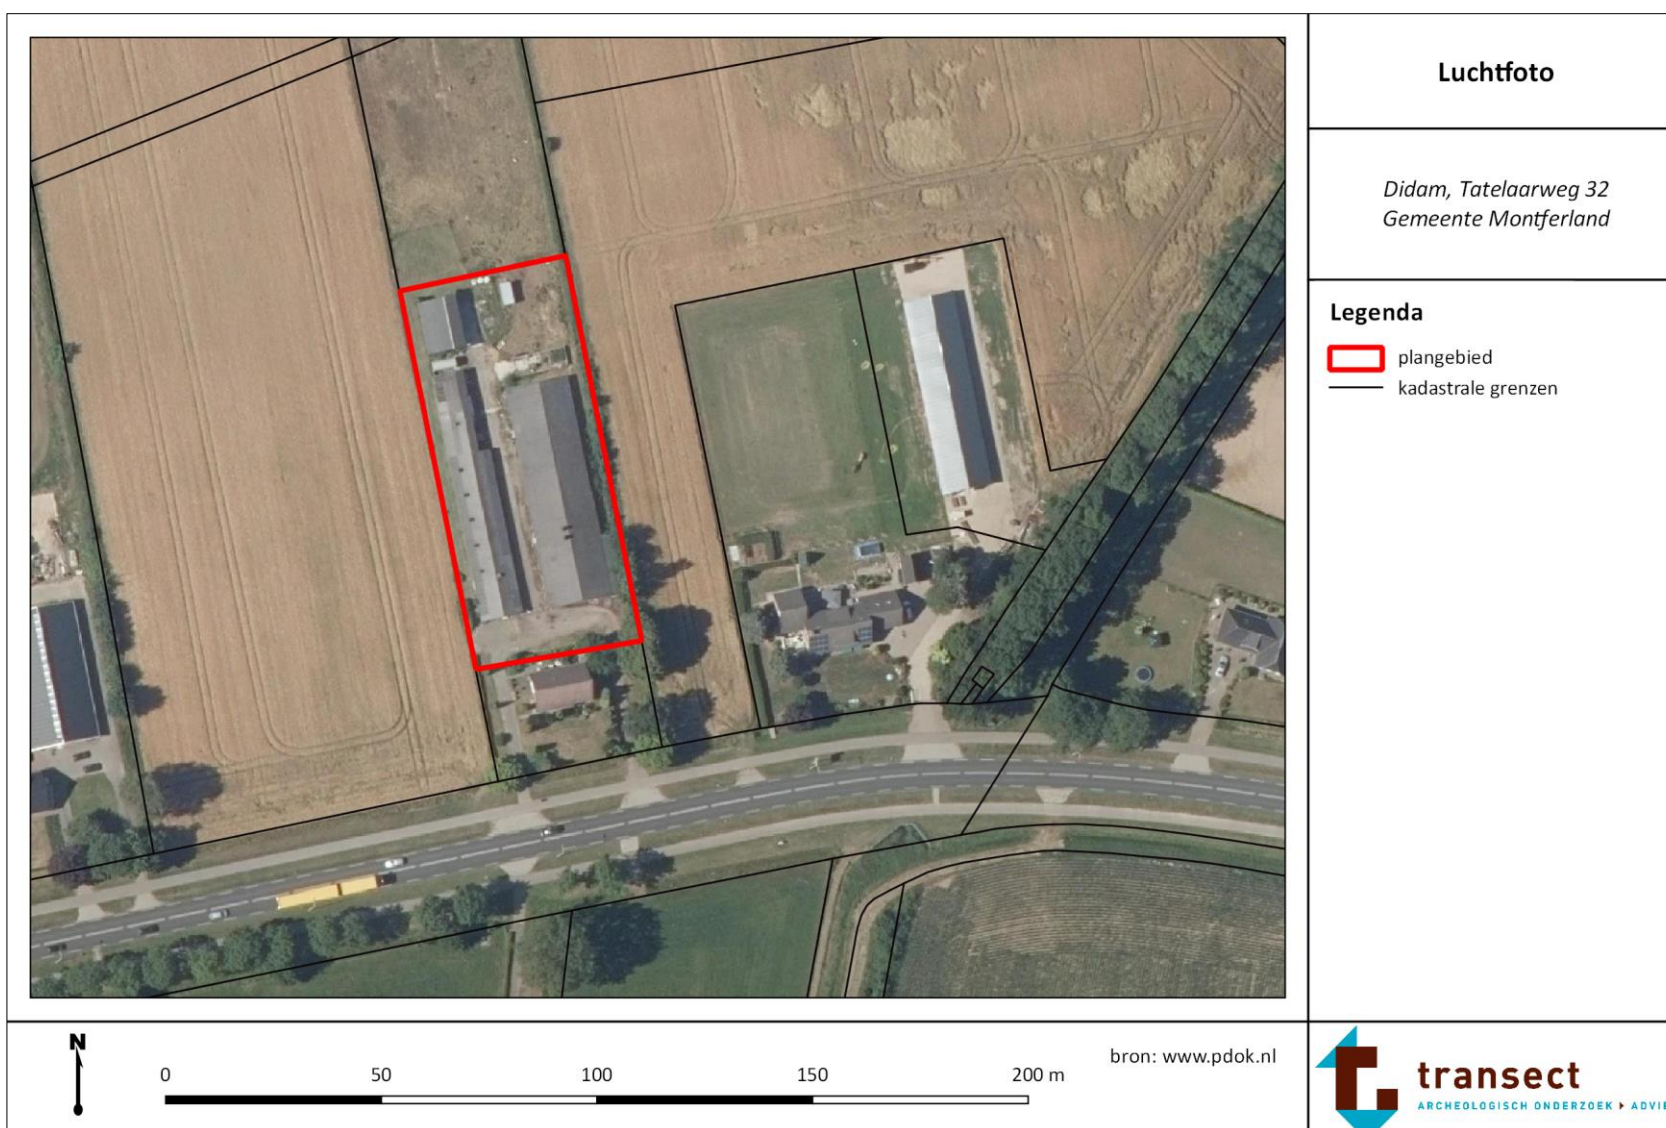 Luchtfoto
Didam, Tatelaarweg 32
Gemeente Montferland
Legenda
plangebied
kadastrale grenzen
N
0 50 100 150 200 m
bron: www.pdok.nl
transect
ARCHEOLOGISCH ONDERZOEK ▸ ADVIE